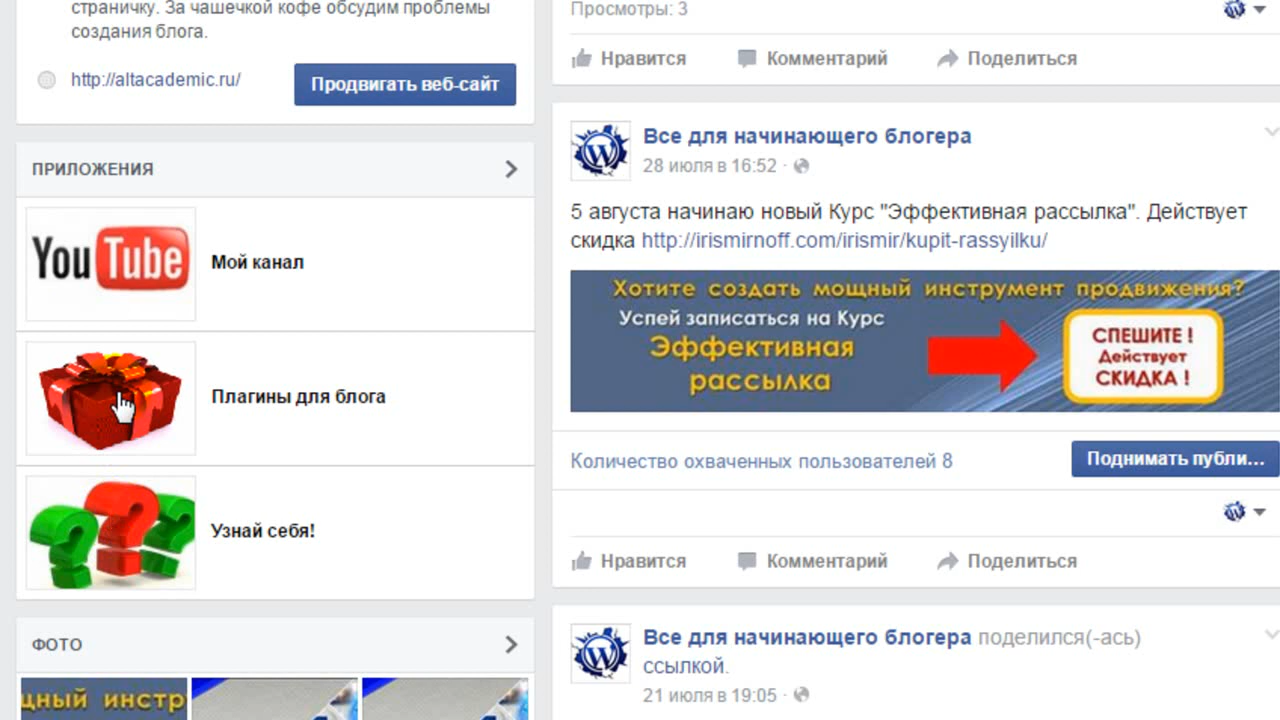 страничку. За чашечкой кофе обсудим проблемы
создания блога.
http://altacademic.ru/
Продвигать веб-сайт
ПРИЛОЖЕНИЯ
You Tube
Мой канал
Плагины для блога
Узнай себя!
ФОТО
щный инстр
Просмотры: 3
Нравится Комментарий Поделиться
Все для начинающего блогера
28 июля в 16:52 ·
5 августа начинаю новый Курс "Эффективная рассылка". Действует
скидка http://irismirnoff.com/irismir/kupit-rassyilku/
Хотите создать мощный инструмент продвижения?
Успей записаться на Курс
Эффективная
рассылка
СПЕШИТЕ !
Действует
СКИДКА !
Количество охваченных пользователей 8
Поднимать публи...
Нравится Комментарий Поделиться
Все для начинающего блогера поделился(-ась)
ссылкой.
21 июля в 19:05 ·